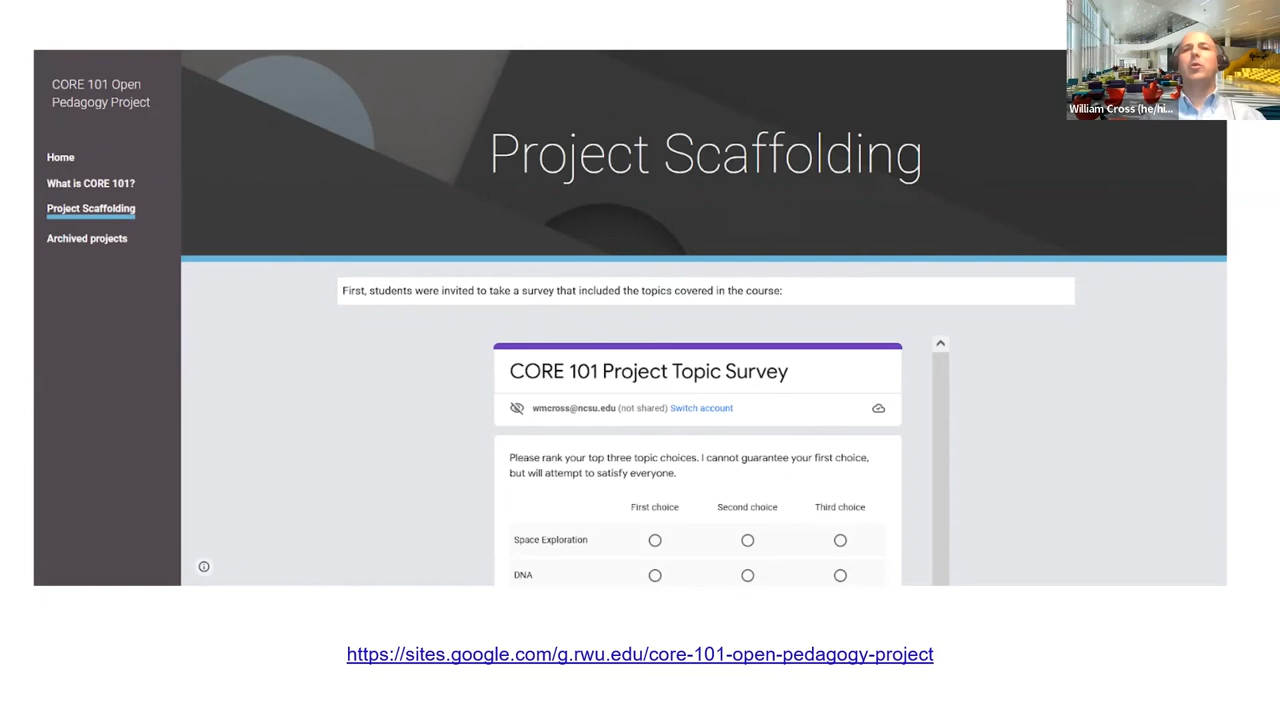 William Cross (he/hi...
CORE 101 Open
Pedagogy Project
Home
What is CORE 101?
Project Scaffolding
Archived projects
Project Scaffolding
First, students were invited to take a survey that included the topics covered in the course:
CORE 101 Project Topic Survey
wmcross@ncsu.edu (not shared) Switch account
Please rank your top three topic choices. I cannot guarantee your first choice,
but will attempt to satisfy everyone.
First choice Second choice Third choice
Space Exploration
DNA
https://sites.google.com/g.rwu.edu/core-101-open-pedagogy-project